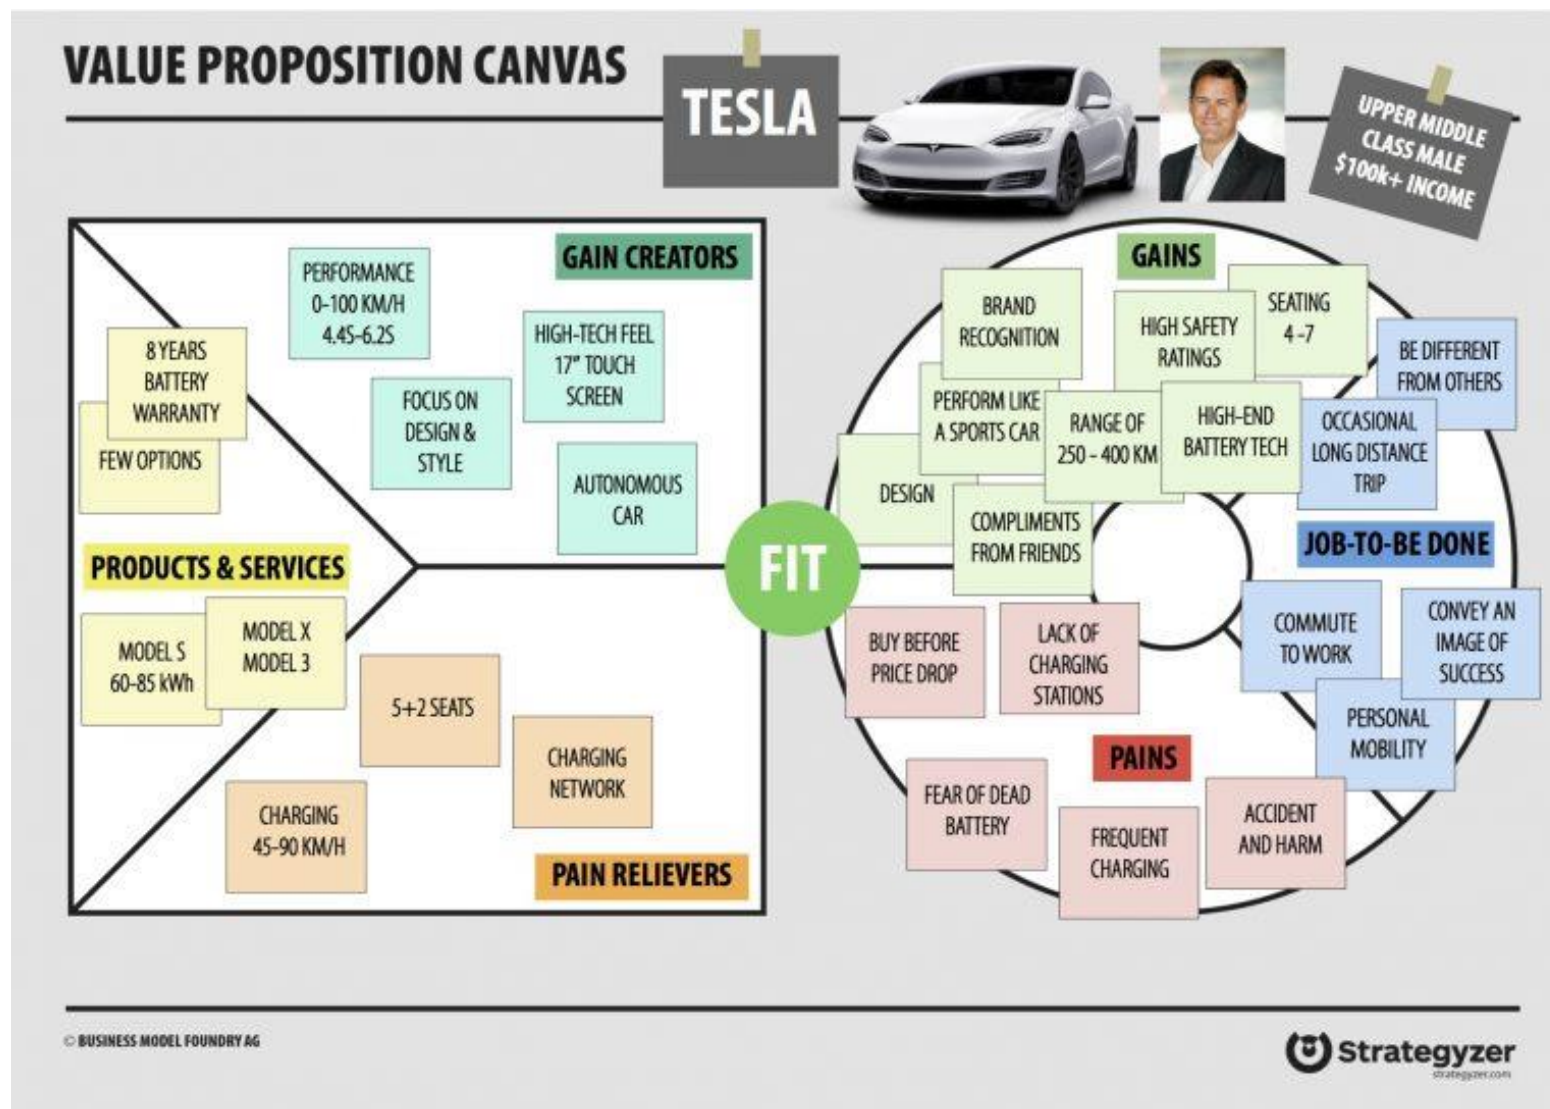 VALUE PROPOSITION CANVAS
TESLA
UPPER MIDDLE
CLASS MALE
$100k+ INCOME
GAIN CREATORS
PERFORMANCE
0-100 KM/H
4.4S-6.2S
HIGH-TECH FEEL
17" TOUCH
SCREEN
FOCUS ON
DESIGN &
STYLE
AUTONOMOUS
CAR
8 YEARS
BATTERY
WARRANTY
FEW OPTIONS
PRODUCTS & SERVICES
MODEL S
60-85 kWh
MODEL X
MODEL 3
5+2 SEATS
CHARGING
NETWORK
CHARGING
45-90 KM/H
PAIN RELIEVERS
FIT
GAINS
BRAND
RECOGNITION
HIGH SAFETY
RATINGS
SEATING
4 -7
PERFORM LIKE
A SPORTS CAR
RANGE OF
250 – 400 KM
HIGH-END
BATTERY TECH
DESIGN
COMPLIMENTS
FROM FRIENDS
BE DIFFERENT
FROM OTHERS
OCCASIONAL
LONG DISTANCE
TRIP
JOB-TO-BE DONE
COMMUTE
TO WORK
CONVEY AN
IMAGE OF
SUCCESS
PERSONAL
MOBILITY
BUY BEFORE
PRICE DROP
LACK OF
CHARGING
STATIONS
PAINS
FEAR OF DEAD
BATTERY
FREQUENT
CHARGING
ACCIDENT
AND HARM
© BUSINESS MODEL FOUNDRY AG
Strategyzer
strategyzer.com